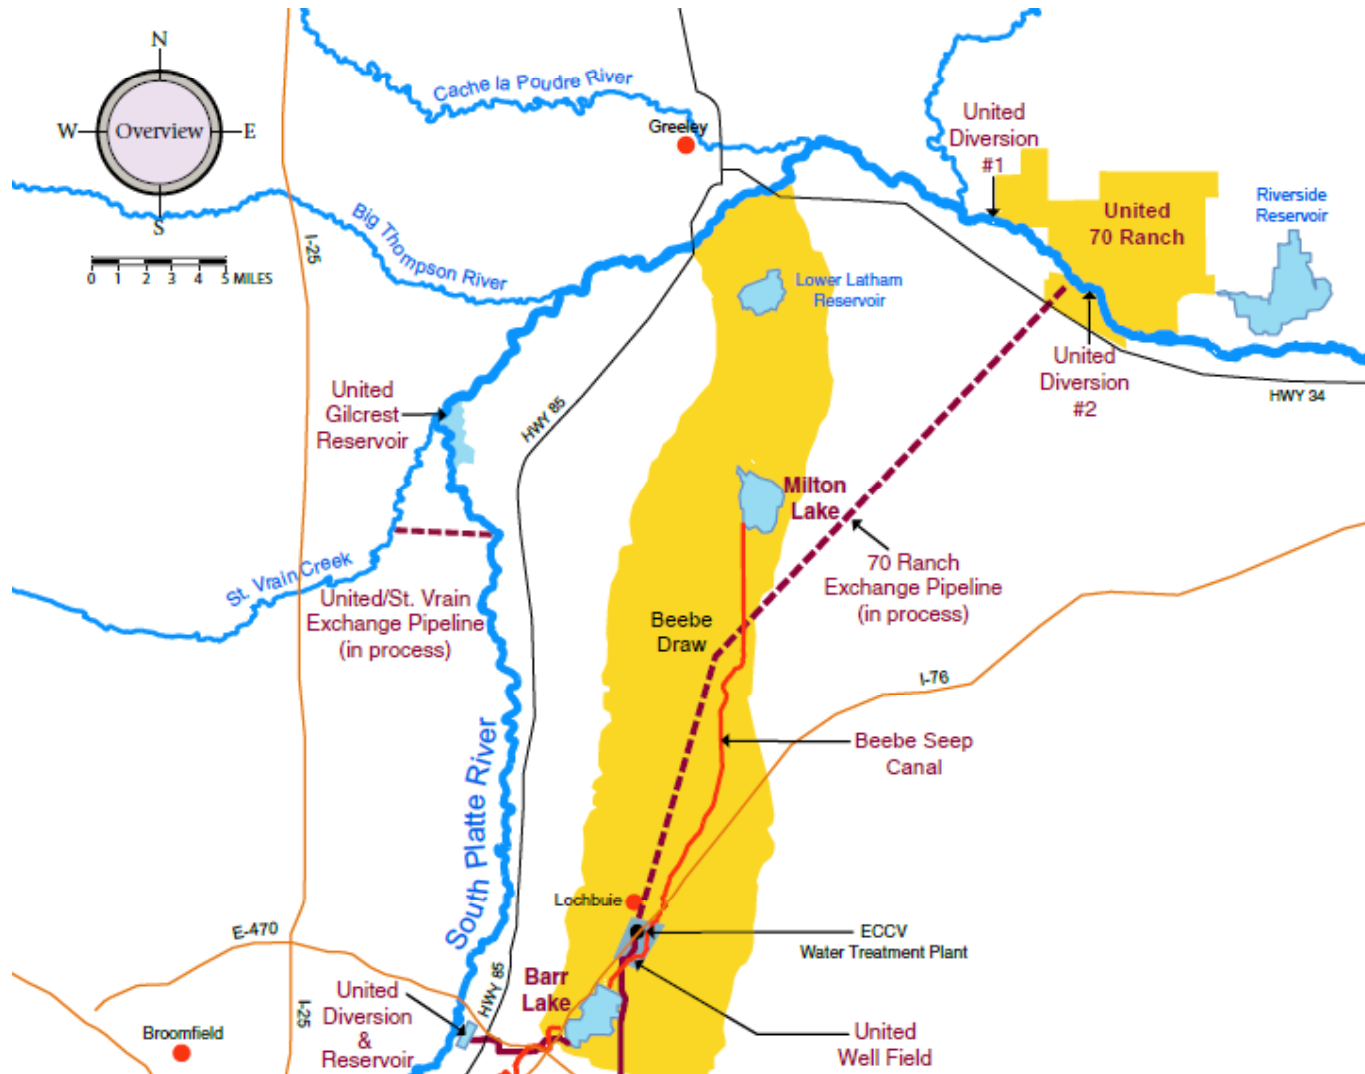 N
W
Overview
E
S
0 1 2 3 4 5 MILES
Cache la Poudre River
Greeley
Big Thompson River
I-25
United
Diversion
#1
United
70 Ranch
Riverside
Reservoir
Lower Latham
Reservoir
United
Diversion
#2
HWY 34
United
Gilcrest
Reservoir
HWY 85
Milton
Lake
St. Vrain Creek
United/St. Vrain
Exchange Pipeline
(in process)
70 Ranch
Exchange Pipeline
(in process)
Beebe
Draw
I-76
Beebe Seep
Canal
South Platte River
Lochbuie
E-470
ECCV
Water Treatment Plant
Barr
Lake
HWY 85
United
Diversion
&
Reservoir
I-25
Broomfield
United
Well Field